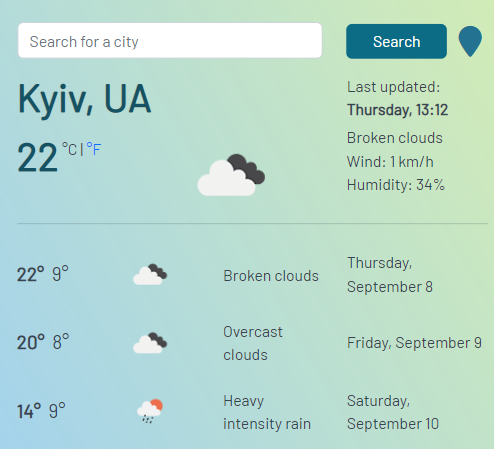 Search for a city
Search
Kyiv, UA
22 °C | °F
Last updated:
Thursday, 13:12
Broken clouds
Wind: 1 km/h
Humidity: 34%
22° 9°
Broken clouds
Thursday,
September 8
20° 8°
Overcast
clouds
Friday, September 9
14° 9°
Heavy
intensity rain
Saturday,
September 10